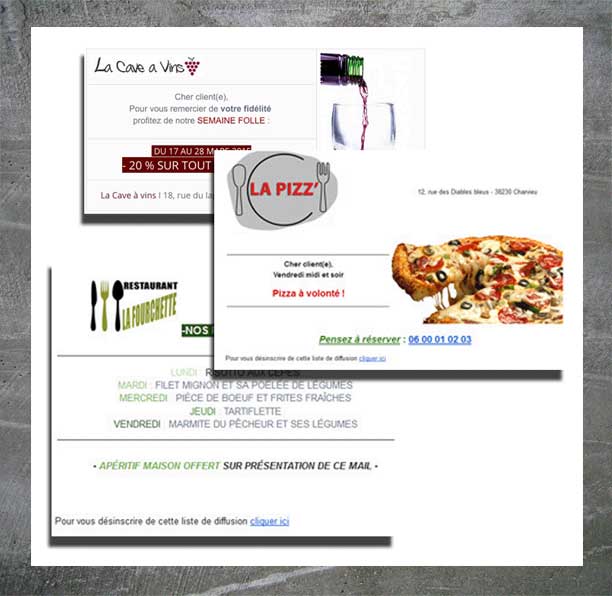 La Cave a Vins
Cher client(e),
Pour vous remercier de votre fidélité
profitez de notre SEMAINE FOLLE :
DU 17 AU 28 MARS 2015
- 20 % SUR TOUT
La Cave à vins I 18, rue du la
LA PIZZ'
12, rue des Diables bleus - 38230 Charvieu
Cher client(e),
Vendredi midi et soir
Pizza à volonté !
Pensez à réserver : 06 00 01 02 03
Pour vous désinscrire de cette liste de diffusion cliquer ici
RESTAURANT
LA FOURCHETTE
-NOS
LUNDI : RISOTTO AUX CÈPES
MARDI : FILET MIGNON ET SA POÊLÉE DE LÉGUMES
MERCREDI : PIÈCE DE BOEUF ET FRITES FRAÎCHES
JEUDI : TARTIFLETTE
VENDREDI : MARMITE DU PÊCHEUR ET SES LÉGUMES
- APÉRITIF MAISON OFFERT SUR PRÉSENTATION DE CE MAIL -
Pour vous désinscrire de cette liste de diffusion cliquer ici